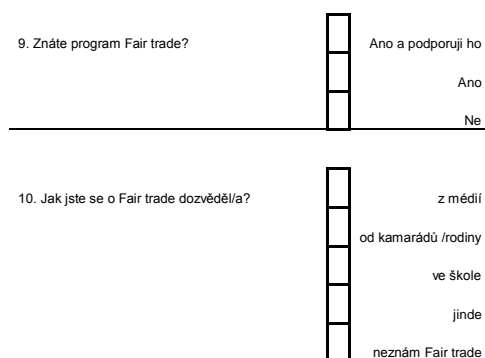 9. Znáte program Fair trade? Ano a podporuji ho
Ano
Ne
10. Jak jste se o Fair trade dozvěděl/a? z médií
od kamarádů /rodiny
ve škole
jinde
neznám Fair trade